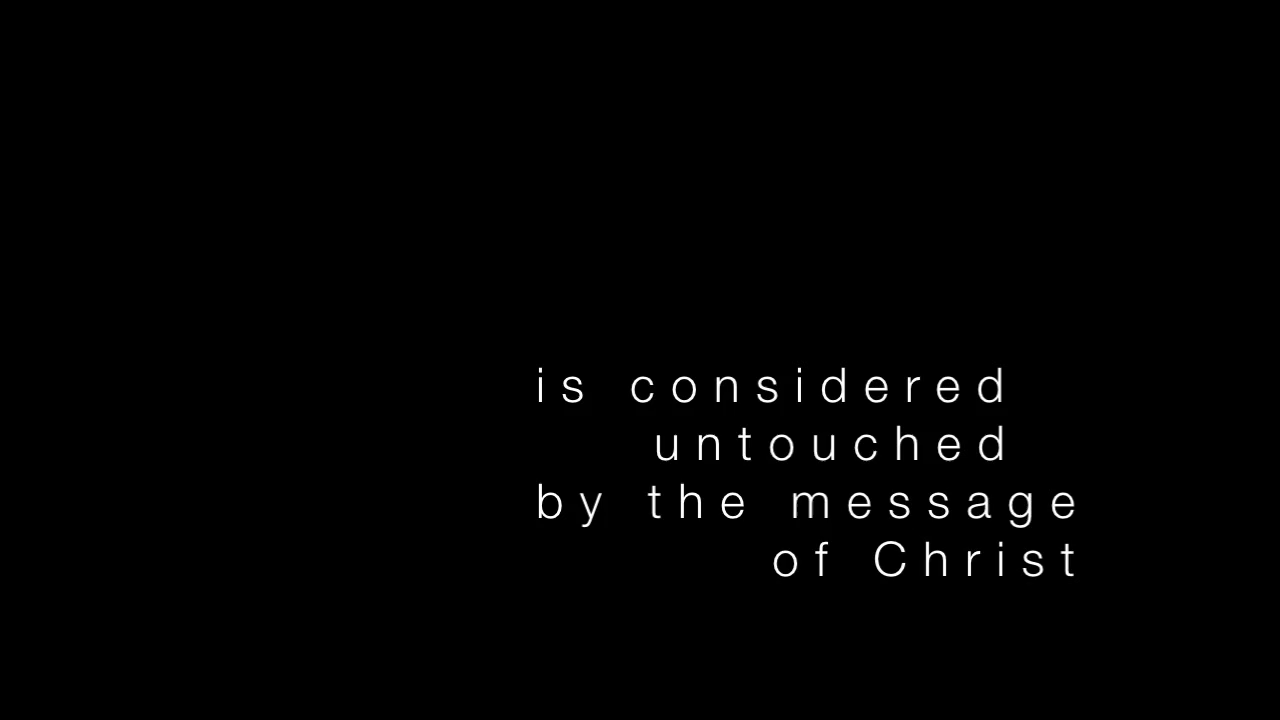 is considered
untouched
by the message
of Christ